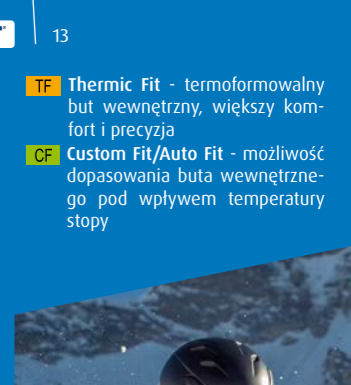 13
TF Thermic Fit - termoformowalny
but wewnętrzny, większy kom-
fort i precyzja
CF Custom Fit/Auto Fit - możliwość
dopasowania buta wewnętrzne-
go pod wpływem temperatury
stopy